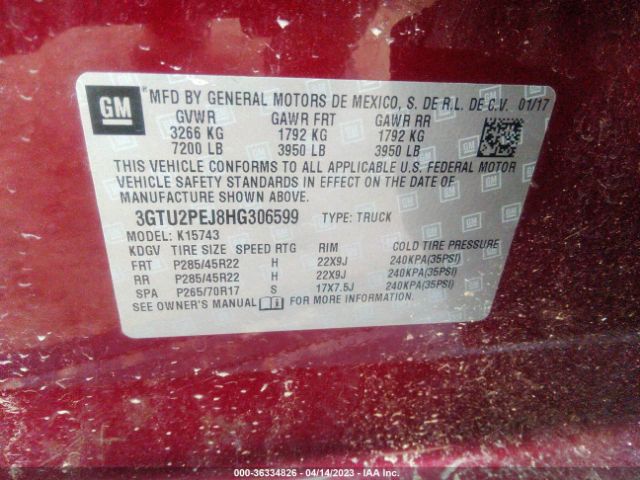 GM
MFD BY GENERAL MOTORS DE MEXICO, S. DE R.L. DE C.V. 01/17
GVWR GAWR FRT GAWR RR
3266 KG 1792 KG 1792 KG
7200 LB 3950 LB 3950 LB
THIS VEHICLE CONFORMS TO ALL APPLICABLE U.S. FEDERAL MOTOR
VEHICLE SAFETY STANDARDS IN EFFECT ON THE DATE OF
MANUFACTURE SHOWN ABOVE.
3GTU2PEJ8HG306599 TYPE: TRUCK
MODEL: K15743
KDGV TIRE SIZE SPEED RTG RIM COLD TIRE PRESSURE
FRT P285/45R22 H 22X9J 240KPA(35PSI)
RR P285/45R22 H 22X9J 240KPA(35PSI)
SPA P265/70R17 S 17X7.5J 240KPA(35PSI)
SEE OWNER'S MANUAL FOR MORE INFORMATION.
000-36334826 - 04/14/2023 - IAA Inc.